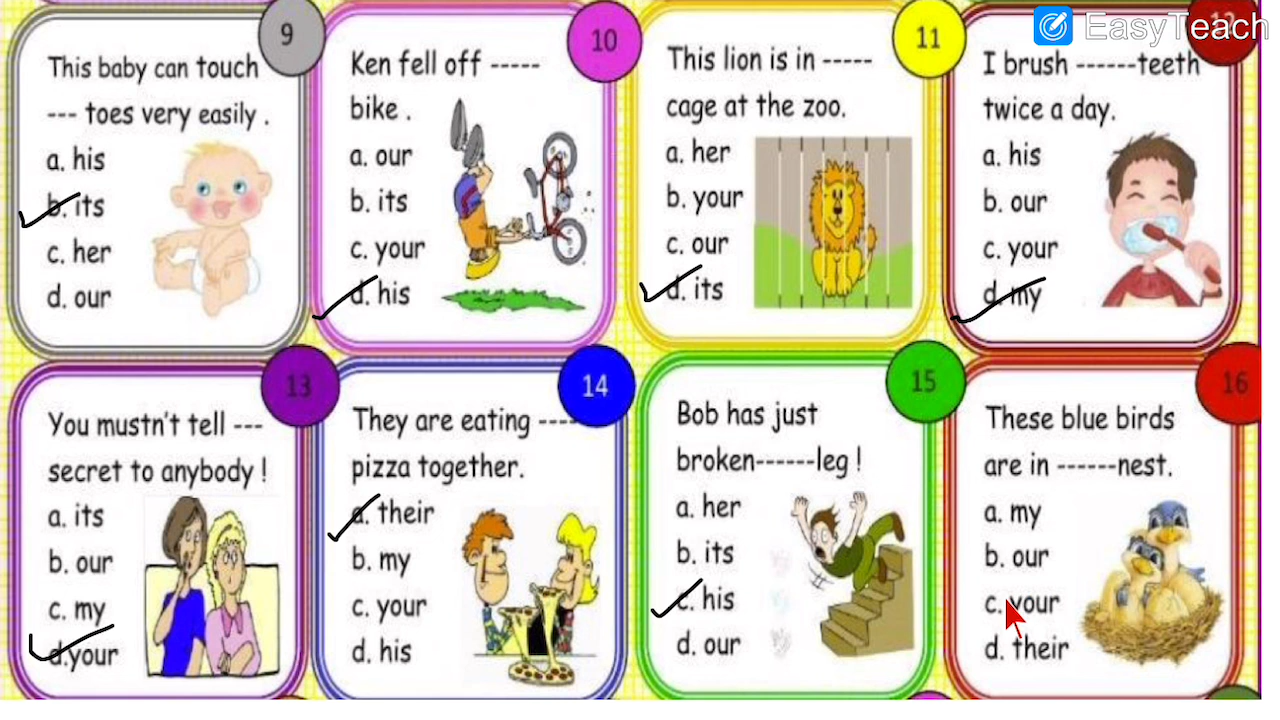 EasyTeach
9
This baby can touch
--- toes very easily .
a. his
b. its
c. her
d. our
10
Ken fell off -----
bike .
a. our
b. its
c. your
d. his
11
This lion is in -----
cage at the zoo.
a. her
b. your
c. our
d. its
12
I brush ------teeth
twice a day.
a. his
b. our
c. your
d. my
13
You mustn't tell ---
secret to anybody !
a. its
b. our
c. my
d.your
14
They are eating ----
pizza together.
a. their
b. my
c. your
d. his
15
Bob has just
broken------leg !
a. her
b. its
c. his
d. our
16
These blue birds
are in ------nest.
a. my
b. our
c. your
d. their